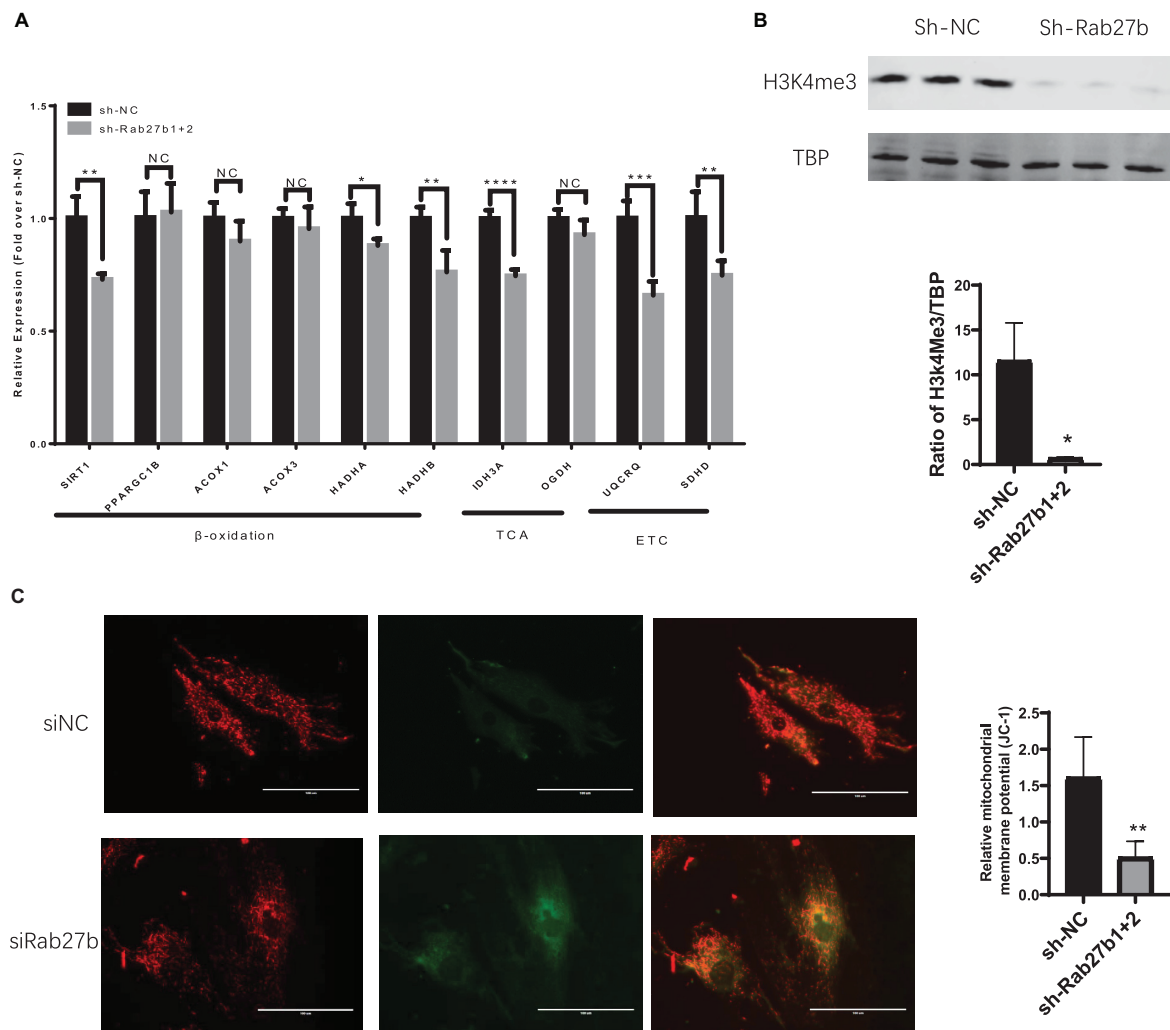 A
1.5
1.0
0.5
0.0
Relative Expression (Fold over sh-NC)
sh-NC
sh-Rab27b1+2
**
NC
NC
NC
*
**
****
NC
***
**
SIRT1
PPARGC1B
ACOX1
ACOX3
HADHA
HADHB
IDH3A
OGDH
UQCRQ
SDHD
β-oxidation
TCA
ETC
B
Sh-NC Sh-Rab27b
H3K4me3
TBP
Ratio of H3k4Me3/TBP
20
15
10
5
0
*
sh-NC
sh-Rab27b1+2
C
siNC
siRab27b
Relative mitochondrial
membrane potential (JC-1)
2.5
2.0
1.5
1.0
0.5
0.0
**
sh-NC
sh-Rab27b1+2